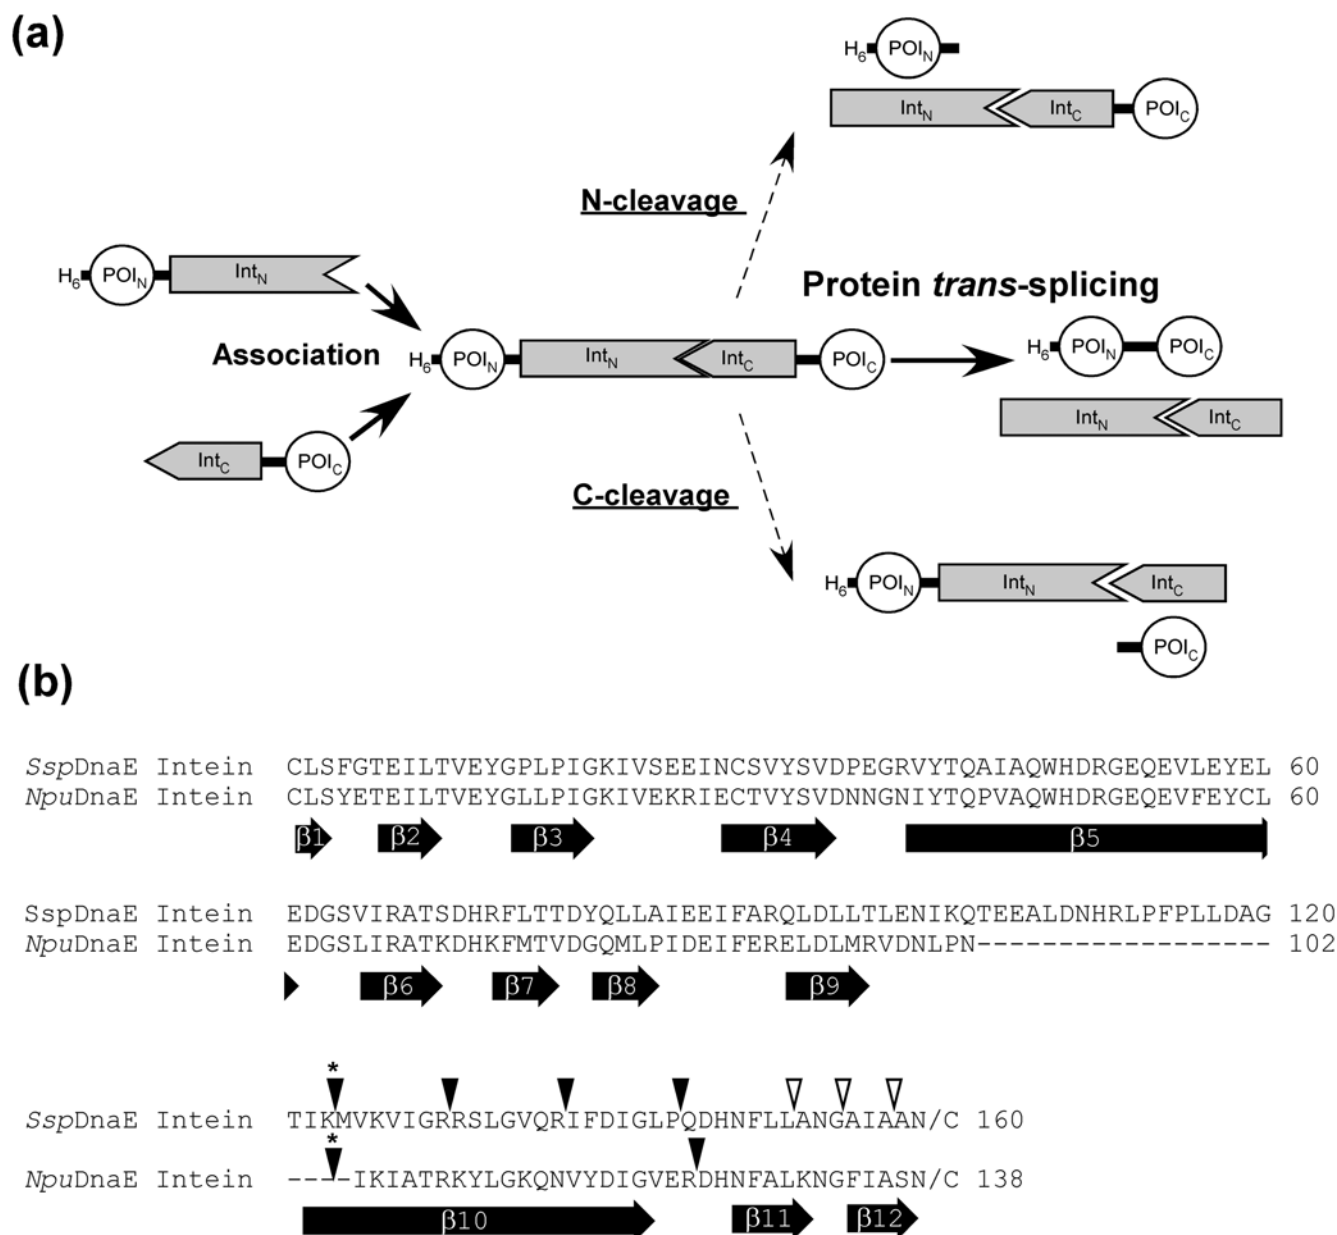 (a)
H6 POIN
IntN IntC POIC
N-cleavage
H6 POIN IntN
Protein trans-splicing
Association
H6 POIN IntN IntC POIC
H6 POIN POIC
IntN IntC
IntC POIC
C-cleavage
H6 POIN IntN IntC
POIC
(b)
SspDnaE Intein CLSFGTEILTVEYGPLPIGKIVSEEINCSVYSVDPEGRVYTQAIAQWHDRGEQEVLEYEL 60
NpuDnaE Intein CLSYETEILTVEYGLLPIGKIVEKRIECTVYSVDNNGNIYTQPVAQWHDRGEQEVFEYCL 60
β1 β2 β3 β4 β5
SspDnaE Intein EDGSVIRATSDHRFLTTDYQLLAIEEIFARQLDLLTLENIKQTEEALDNHRLPFPLLDAG 120
NpuDnaE Intein EDGSLIRATKDHKFMTVDGQMLPIDEIFERELDLMRVDNLPN------------------ 102
β6 β7 β8 β9
*
SspDnaE Intein TIKMVKVIGRRSLGVQRIFDIGLPQDHNFLLANGAIAAN/C 160
*
NpuDnaE Intein ----IKIATRKYLGKQNVYDIGVERDHNFALKNGFIASN/C 138
β10 β11 β12